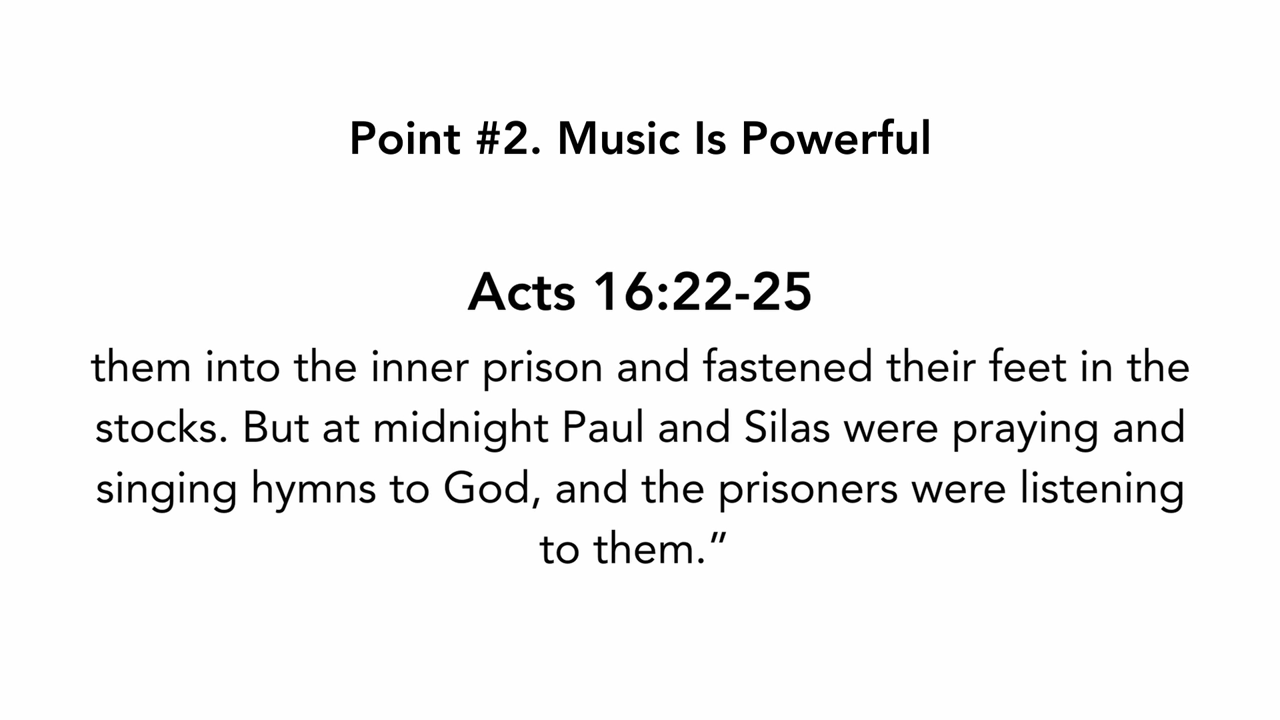 Point #2. Music Is Powerful
Acts 16:22-25
them into the inner prison and fastened their feet in the
stocks. But at midnight Paul and Silas were praying and
singing hymns to God, and the prisoners were listening
to them.”